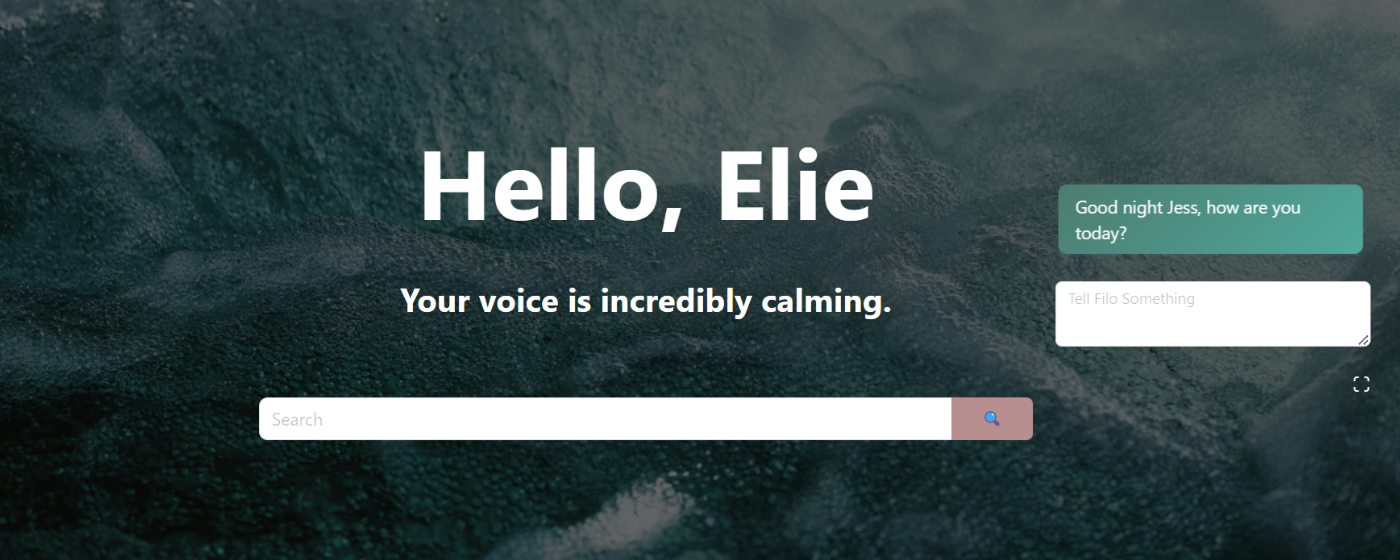 Hello, Elie
Your voice is incredibly calming.
Search
Good night Jess, how are you
today?
Tell Filo Something